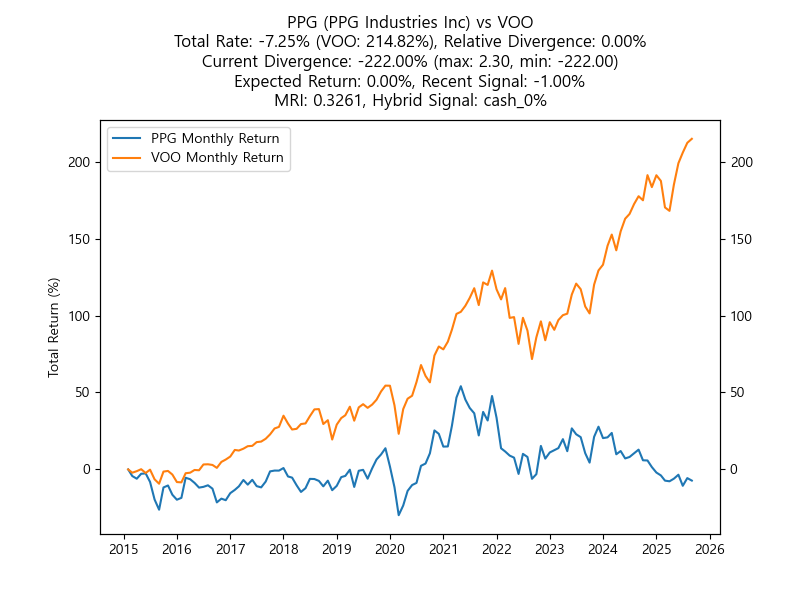 PPG (PPG Industries Inc) vs VOO
Total Rate: -7.25% (VOO: 214.82%), Relative Divergence: 0.00%
Current Divergence: -222.00% (max: 2.30, min: -222.00)
Expected Return: 0.00%, Recent Signal: -1.00%
MRI: 0.3261, Hybrid Signal: cash_0%
PPG Monthly Return
VOO Monthly Return
Total Return (%)
200
150
100
50
0
200
150
100
50
0
2015 2016 2017 2018 2019 2020 2021 2022 2023 2024 2025 2026